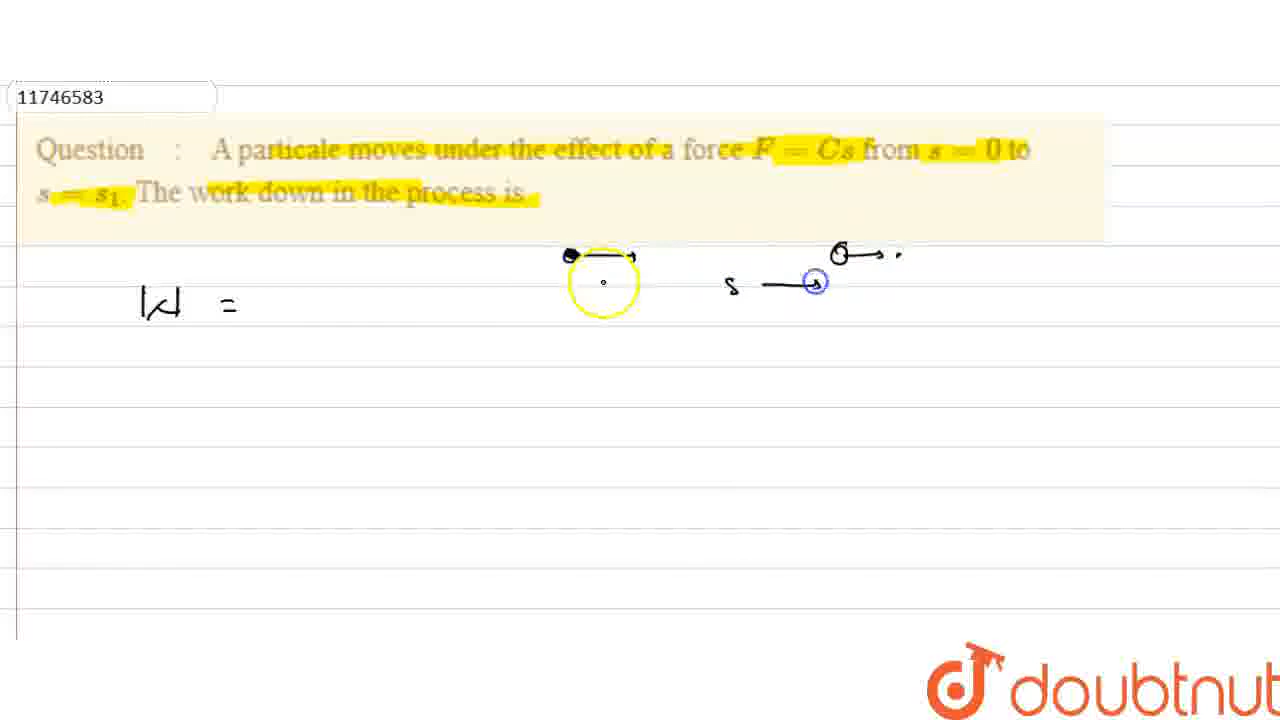 11746583
Question : A particale moves under the effect of a force F = Cs from s = 0 to
s = s₁. The work down in the process is
s
W =
doubtnut